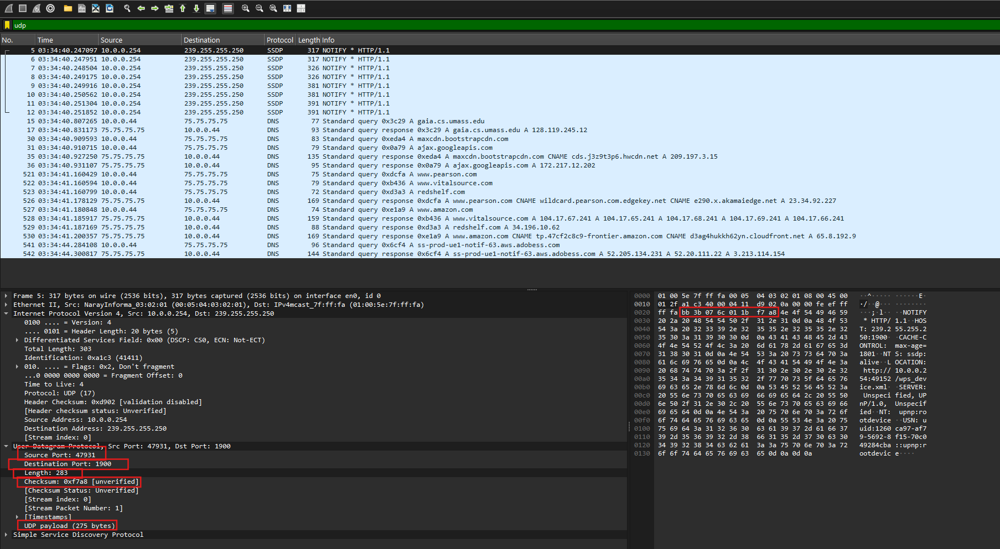 udp
No. Time Source Destination Protocol Length Info
5 03:34:40.247097 10.0.0.254 239.255.255.250 SSDP 317 NOTIFY * HTTP/1.1
6 03:34:40.247951 10.0.0.254 239.255.255.250 SSDP 317 NOTIFY * HTTP/1.1
7 03:34:40.248504 10.0.0.254 239.255.255.250 SSDP 326 NOTIFY * HTTP/1.1
8 03:34:40.249175 10.0.0.254 239.255.255.250 SSDP 326 NOTIFY * HTTP/1.1
9 03:34:40.249916 10.0.0.254 239.255.255.250 SSDP 381 NOTIFY * HTTP/1.1
10 03:34:40.250562 10.0.0.254 239.255.255.250 SSDP 381 NOTIFY * HTTP/1.1
11 03:34:40.251304 10.0.0.254 239.255.255.250 SSDP 391 NOTIFY * HTTP/1.1
12 03:34:40.251852 10.0.0.254 239.255.255.250 SSDP 391 NOTIFY * HTTP/1.1
15 03:34:40.807265 10.0.0.44 75.75.75.75 DNS 77 Standard query 0x3c29 A gaia.cs.umass.edu
17 03:34:40.831173 75.75.75.75 10.0.0.44 DNS 93 Standard query response 0x3c29 A gaia.cs.umass.edu A 128.119.245.12
30 03:34:40.909593 10.0.0.44 75.75.75.75 DNS 83 Standard query 0xeda4 A maxcdn.bootstrapcdn.com
31 03:34:40.910715 10.0.0.44 75.75.75.75 DNS 79 Standard query 0x0a79 A ajax.googleapis.com
35 03:34:40.927250 75.75.75.75 10.0.0.44 DNS 135 Standard query response 0xeda4 A maxcdn.bootstrapcdn.com CNAME cds.j3z9t3p6.hwcdn.net A 209.197.3.15
36 03:34:40.931107 75.75.75.75 10.0.0.44 DNS 95 Standard query response 0x0a79 A ajax.googleapis.com A 172.217.12.202
521 03:34:41.160429 10.0.0.44 75.75.75.75 DNS 75 Standard query 0xdcfa A www.pearson.com
522 03:34:41.160594 10.0.0.44 75.75.75.75 DNS 79 Standard query 0xb436 A www.vitalsource.com
523 03:34:41.160799 10.0.0.44 75.75.75.75 DNS 72 Standard query 0xd3a3 A redshelf.com
526 03:34:41.178129 75.75.75.75 10.0.0.44 DNS 169 Standard query response 0xdcfa A www.pearson.com CNAME wildcard.pearson.com.edgekey.net CNAME e290.x.akamaiedge.net A 23.34.92.227
527 03:34:41.180848 10.0.0.44 75.75.75.75 DNS 74 Standard query 0xe1a9 A www.amazon.com
528 03:34:41.185917 75.75.75.75 10.0.0.44 DNS 159 Standard query response 0xb436 A www.vitalsource.com A 104.17.67.241 A 104.17.65.241 A 104.17.68.241 A 104.17.69.241 A 104.17.66.241
529 03:34:41.187169 75.75.75.75 10.0.0.44 DNS 88 Standard query response 0xd3a3 A redshelf.com A 34.196.10.62
530 03:34:41.200357 75.75.75.75 10.0.0.44 DNS 169 Standard query response 0xe1a9 A www.amazon.com CNAME tp.47cf2c8c9-frontier.amazon.com CNAME d3ag4hukkh62yn.cloudfront.net A 65.8.192.9
541 03:34:44.284108 10.0.0.44 75.75.75.75 DNS 96 Standard query 0x6cf4 A ss-prod-ue1-notif-63.aws.adobess.com
542 03:34:44.300817 75.75.75.75 10.0.0.44 DNS 144 Standard query response 0x6cf4 A ss-prod-ue1-notif-63.aws.adobess.com A 52.205.134.231 A 52.20.111.22 A 3.213.114.154
Frame 5: 317 bytes on wire (2536 bits), 317 bytes captured (2536 bits) on interface en0, id 0
Ethernet II, Src: NarayInforma_03:02:01 (00:05:04:03:02:01), Dst: IPv4mcast_7f:ff:fa (01:00:5e:7f:ff:fa)
Internet Protocol Version 4, Src: 10.0.0.254, Dst: 239.255.255.250
0100 .... = Version: 4
.... 0101 = Header Length: 20 bytes (5)
Differentiated Services Field: 0x00 (DSCP: CS0, ECN: Not-ECT)
Total Length: 303
Identification: 0xa1c3 (41411)
010. .... = Flags: 0x2, Don't fragment
...0 0000 0000 0000 = Fragment Offset: 0
Time to Live: 4
Protocol: UDP (17)
Header Checksum: 0xd902 [validation disabled]
[Header checksum status: Unverified]
Source Address: 10.0.0.254
Destination Address: 239.255.255.250
[Stream index: 0]
User Datagram Protocol, Src Port: 47931, Dst Port: 1900
Source Port: 47931
Destination Port: 1900
Length: 283
Checksum: 0xf7a8 [unverified]
[Checksum Status: Unverified]
[Stream index: 0]
[Stream Packet Number: 1]
[Timestamps]
UDP payload (275 bytes)
Simple Service Discovery Protocol
0000 01 00 5e 7f ff fa 00 05 04 03 02 01 08 00 45 00 ··^····· ······E·
0010 01 2f a1 c3 40 00 04 11 d9 02 0a 00 00 fe ef ff ·/··@··· ········
0020 ff fa bb 3b 07 6c 01 1b f7 a8 4e 4f 54 49 46 59 ···;·l·· ··NOTIFY
0030 20 2a 20 48 54 54 50 2f 31 2e 31 0d 0a 48 4f 53 * HTTP/ 1.1··HOS
0040 54 3a 20 32 33 39 2e 32 35 35 2e 32 35 35 2e 32 T: 239.2 55.255.2
0050 35 30 3a 31 39 30 30 0d 0a 43 41 43 48 45 2d 43 50:1900· ·CACHE-C
0060 4f 4e 54 52 4f 4c 3a 20 6d 61 78 2d 61 67 65 3d ONTROL: max-age=
0070 31 38 30 31 0d 0a 4e 54 53 3a 20 73 73 64 70 3a 1801··NT S: ssdp:
0080 61 6c 69 76 65 0d 0a 4c 4f 43 41 54 49 4f 4e 3a alive··L OCATION:
0090 20 68 74 74 70 3a 2f 2f 31 30 2e 30 2e 30 2e 32 http:// 10.0.0.2
00a0 35 34 3a 34 39 31 35 32 2f 77 70 73 5f 64 65 76 54:49152 /wps_dev
00b0 69 63 65 2e 78 6d 6c 0d 0a 53 45 52 56 45 52 3a ice.xml· ·SERVER:
00c0 20 55 6e 73 70 65 63 69 66 69 65 64 2c 20 55 50 Unspeci fied, UP
00d0 6e 50 2f 31 2e 30 2c 20 55 6e 73 70 65 63 69 66 nP/1.0, Unspecif
00e0 69 65 64 0d 0a 4e 54 3a 20 75 70 6e 70 3a 72 6f ied··NT: upnp:ro
00f0 6f 74 64 65 76 69 63 65 0d 0a 55 53 4e 3a 20 75 otdevice ··USN: u
0100 75 69 64 3a 31 32 36 30 63 61 39 37 2d 61 66 37 uid:1260 ca97-af7
0110 39 2d 35 36 39 32 2d 38 66 31 35 2d 37 30 63 30 9-5692-8 f15-70c0
0120 34 39 32 38 34 63 62 61 3a 3a 75 70 6e 70 3a 72 49284cba ::upnp:r
0130 6f 6f 74 64 65 76 69 63 65 0d 0a 0d 0a ootdevic e····